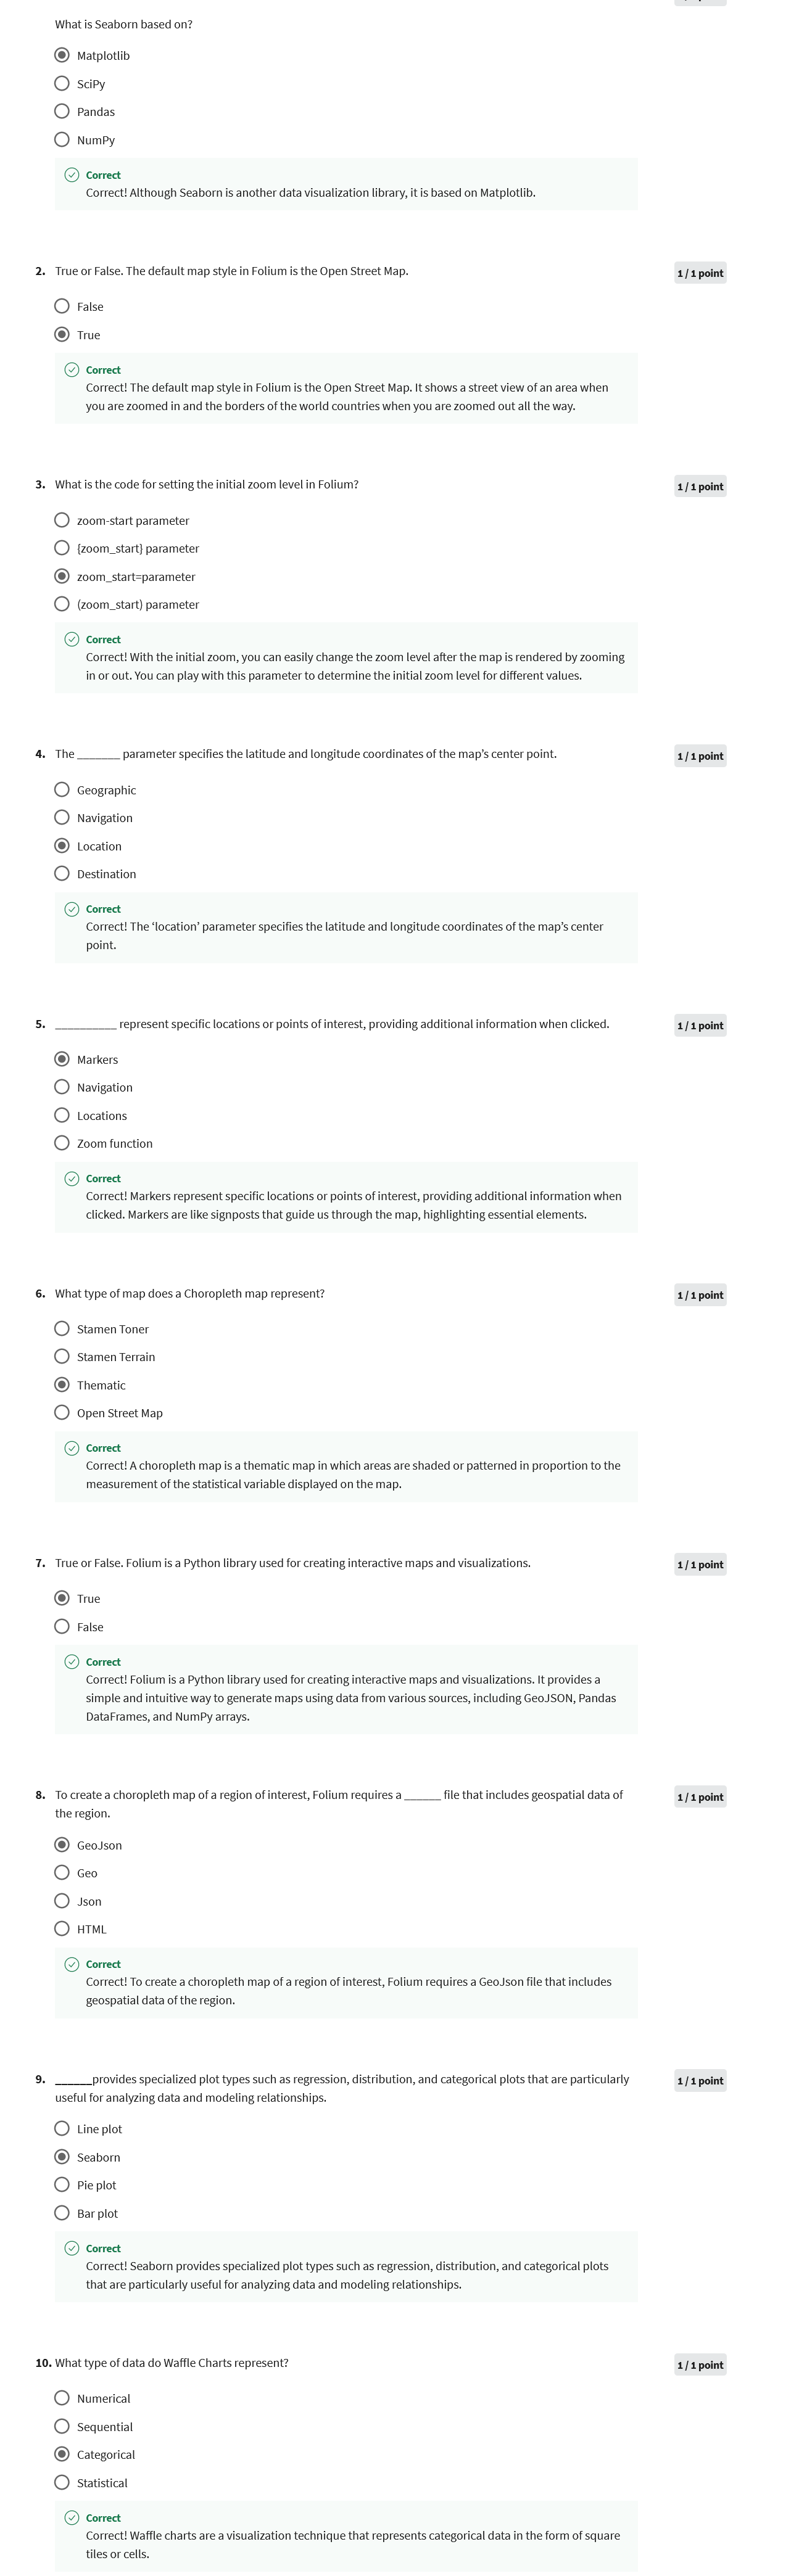 What is Seaborn based on?
Matplotlib
SciPy
Pandas
NumPy
Correct
Correct! Although Seaborn is another data visualization library, it is based on Matplotlib.
2. True or False. The default map style in Folium is the Open Street Map.
1 / 1 point
False
True
Correct
Correct! The default map style in Folium is the Open Street Map. It shows a street view of an area when
you are zoomed in and the borders of the world countries when you are zoomed out all the way.
3. What is the code for setting the initial zoom level in Folium?
1 / 1 point
zoom-start parameter
{zoom_start} parameter
zoom_start=parameter
(zoom_start) parameter
Correct
Correct! With the initial zoom, you can easily change the zoom level after the map is rendered by zooming
in or out. You can play with this parameter to determine the initial zoom level for different values.
4. The _______ parameter specifies the latitude and longitude coordinates of the map’s center point.
1 / 1 point
Geographic
Navigation
Location
Destination
Correct
Correct! The ‘location’ parameter specifies the latitude and longitude coordinates of the map’s center
point.
5. __________ represent specific locations or points of interest, providing additional information when clicked.
1 / 1 point
Markers
Navigation
Locations
Zoom function
Correct
Correct! Markers represent specific locations or points of interest, providing additional information when
clicked. Markers are like signposts that guide us through the map, highlighting essential elements.
6. What type of map does a Choropleth map represent?
1 / 1 point
Stamen Toner
Stamen Terrain
Thematic
Open Street Map
Correct
Correct! A choropleth map is a thematic map in which areas are shaded or patterned in proportion to the
measurement of the statistical variable displayed on the map.
7. True or False. Folium is a Python library used for creating interactive maps and visualizations.
1 / 1 point
True
False
Correct
Correct! Folium is a Python library used for creating interactive maps and visualizations. It provides a
simple and intuitive way to generate maps using data from various sources, including GeoJSON, Pandas
DataFrames, and NumPy arrays.
8. To create a choropleth map of a region of interest, Folium requires a ______ file that includes geospatial data of
the region.
1 / 1 point
GeoJson
Geo
Json
HTML
Correct
Correct! To create a choropleth map of a region of interest, Folium requires a GeoJson file that includes
geospatial data of the region.
9. ______provides specialized plot types such as regression, distribution, and categorical plots that are particularly
useful for analyzing data and modeling relationships.
1 / 1 point
Line plot
Seaborn
Pie plot
Bar plot
Correct
Correct! Seaborn provides specialized plot types such as regression, distribution, and categorical plots
that are particularly useful for analyzing data and modeling relationships.
10. What type of data do Waffle Charts represent?
1 / 1 point
Numerical
Sequential
Categorical
Statistical
Correct
Correct! Waffle charts are a visualization technique that represents categorical data in the form of square
tiles or cells.